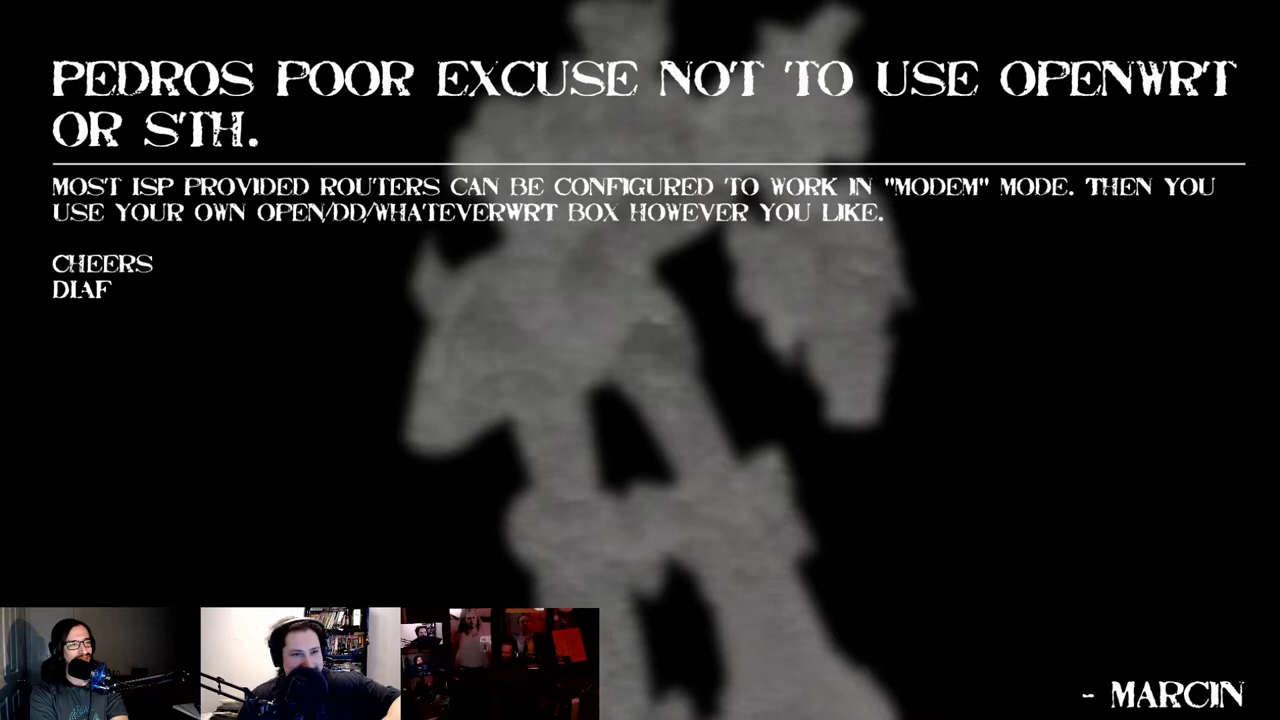 PEDROS POOR EXCUSE NOT TO USE OPENWRT
OR STH.
MOST ISP PROVIDED ROUTERS CAN BE CONFIGURED TO WORK IN "MODEM" MODE. THEN YOU
USE YOUR OWN OPEN/DD/WHATEVERWRT BOX HOWEVER YOU LIKE.
CHEERS
DIAF
- MARCIN